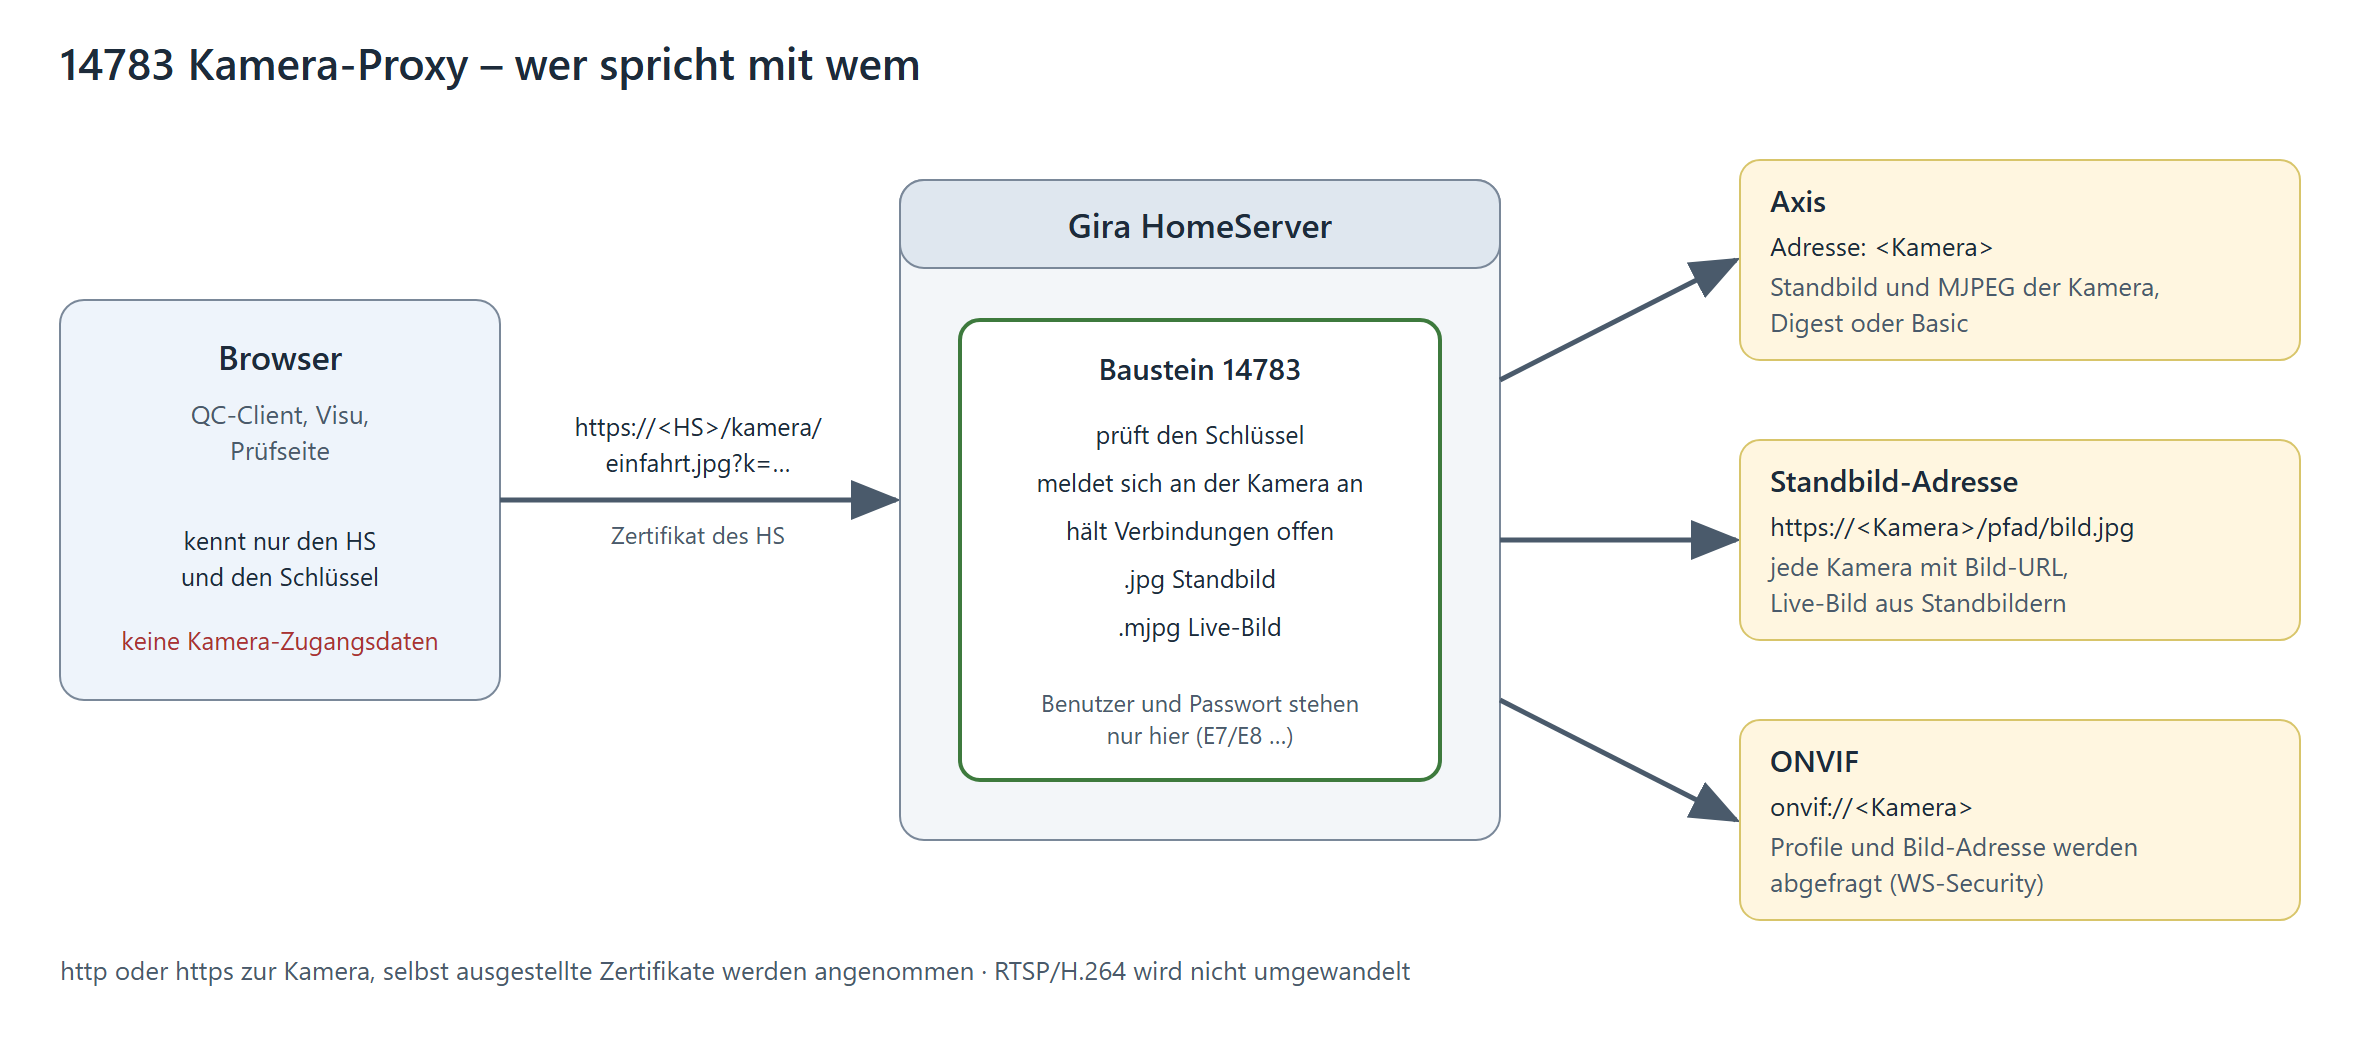 14783 Kamera-Proxy – wer spricht mit wem
Browser
QC-Client, Visu,
Prüfseite
kennt nur den HS
und den Schlüssel
keine Kamera-Zugangsdaten
https://<HS>/kamera/
einfahrt.jpg?k=...
Zertifikat des HS
Gira HomeServer
Baustein 14783
prüft den Schlüssel
meldet sich an der Kamera an
hält Verbindungen offen
.jpg Standbild
.mjpg Live-Bild
Benutzer und Passwort stehen
nur hier (E7/E8 ...)
Axis
Adresse: <Kamera>
Standbild und MJPEG der Kamera,
Digest oder Basic
Standbild-Adresse
https://<Kamera>/pfad/bild.jpg
jede Kamera mit Bild-URL,
Live-Bild aus Standbildern
ONVIF
onvif://<Kamera>
Profile und Bild-Adresse werden
abgefragt (WS-Security)
http oder https zur Kamera, selbst ausgestellte Zertifikate werden angenommen · RTSP/H.264 wird nicht umgewandelt